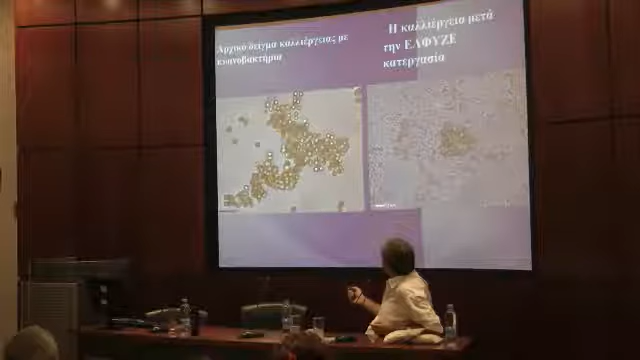 Αρχικό δείγμα καλλιέργειας με
κυανοβακτήρια
Η καλλιέργεια μετά
την ΕΛΦΥΖΕ
κατεργασία